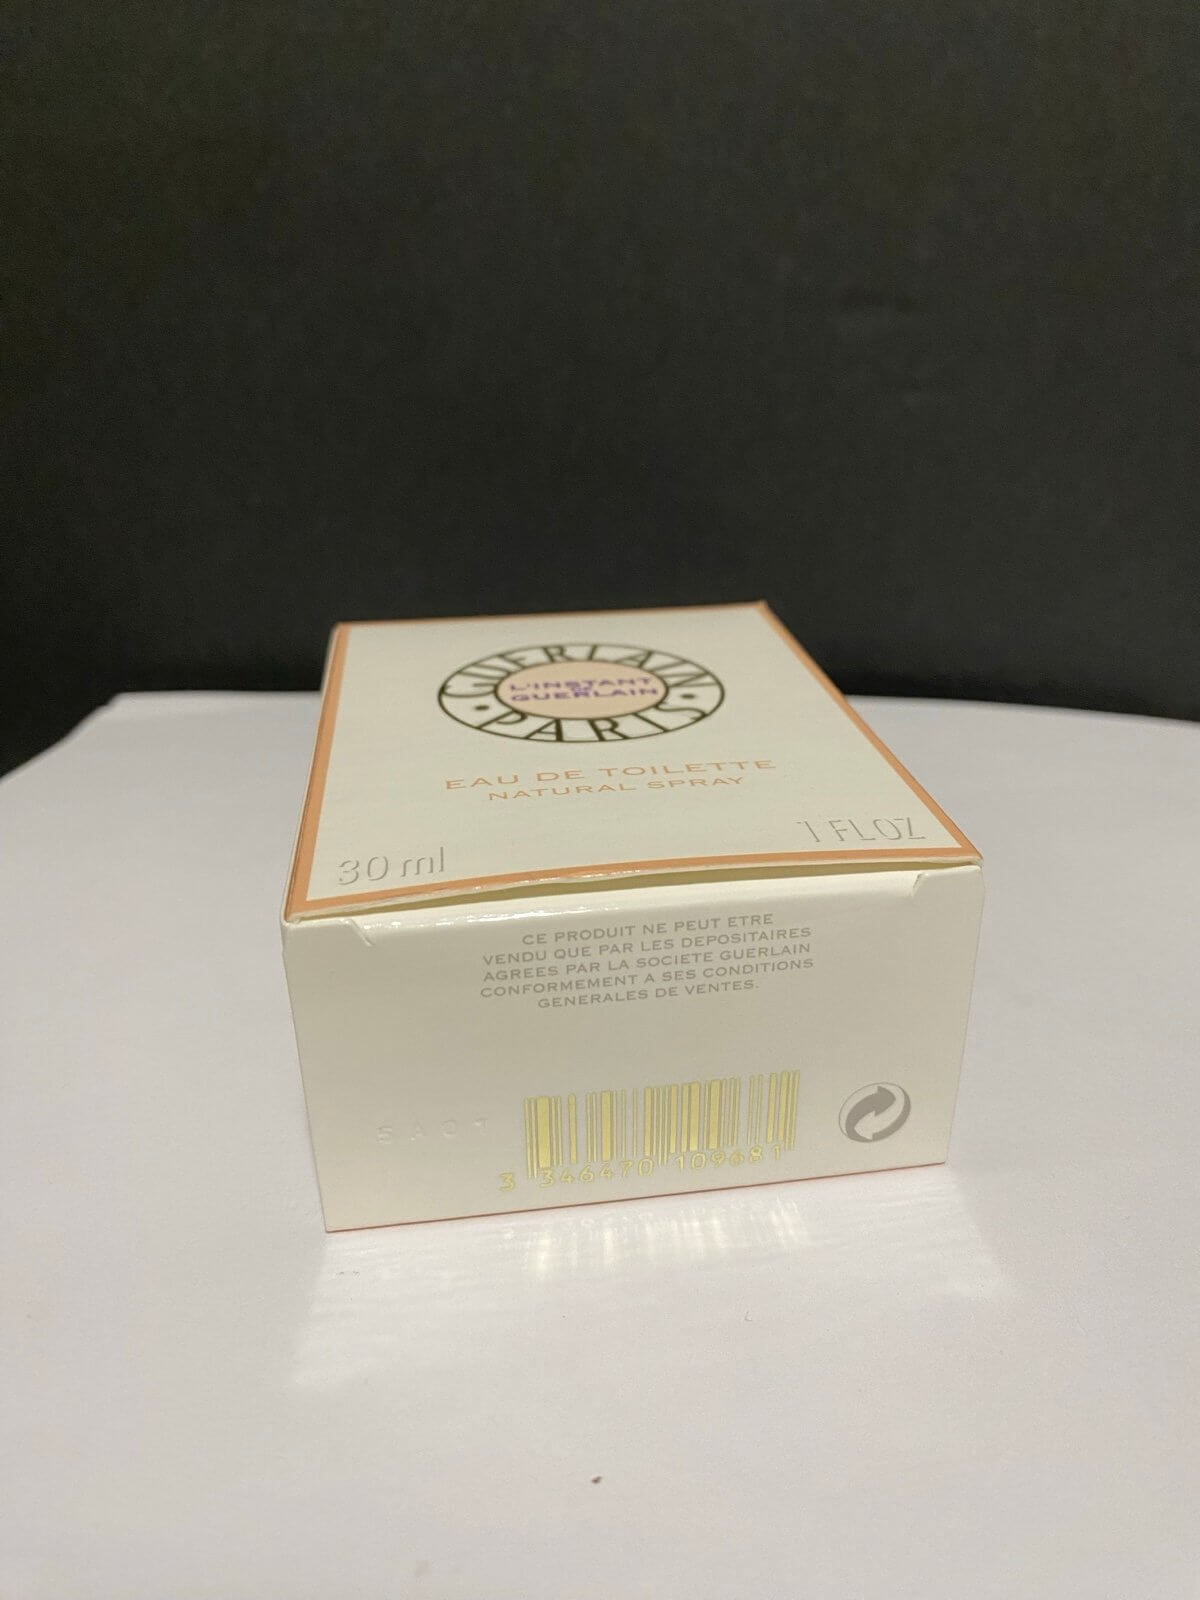 GUERLAIN
L'INSTANT
DE
GUERLAIN
• PARIS •
EAU DE TOILETTE
NATURAL SPRAY
30 ml 1 FL.OZ
CE PRODUIT NE PEUT ETRE
VENDU QUE PAR LES DEPOSITAIRES
AGREES PAR LA SOCIETE GUERLAIN
CONFORMEMENT A SES CONDITIONS
GENERALES DE VENTES.
5A01
3 346470 109681